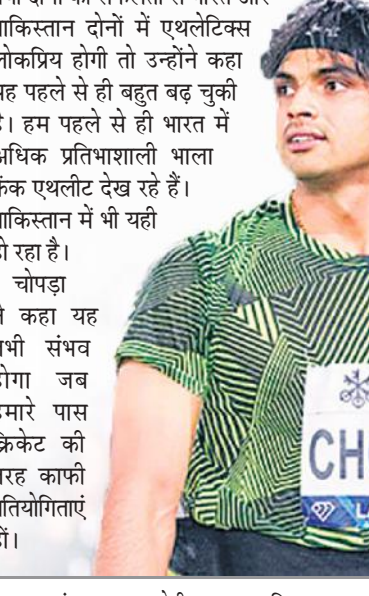 दोनों की सफलता से भारत और
पाकिस्तान दोनों में एथलेटिक्स
लोकप्रिय होगी तो उन्होंने कहा
यह पहले से ही बहुत बढ़ चुकी
है। हम पहले से ही भारत में
अधिक प्रतिभाशाली भाला
फेंक एथलीट देख रहे हैं।
पाकिस्तान में भी यही
हो रहा है।
चोपड़ा
ने कहा यह
तभी संभव
होगा जब
हमारे पास
क्रिकेट की
तरह काफी
प्रतियोगिताएं
हों।
CH